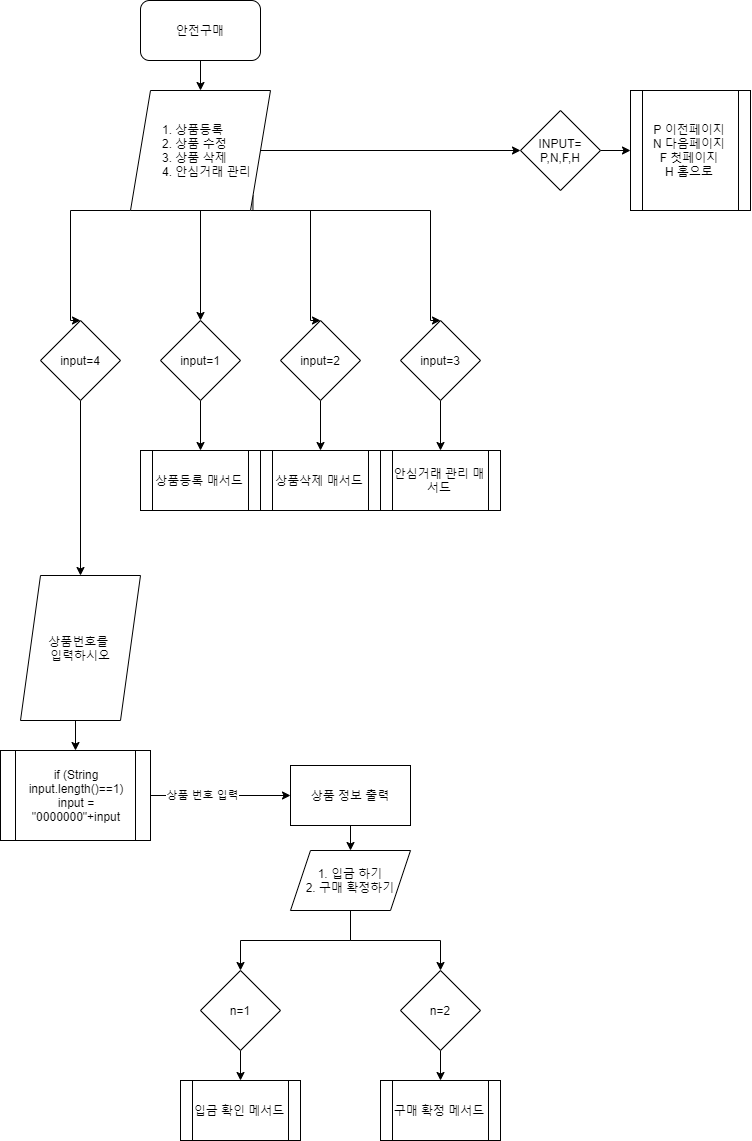 안전구매
1. 상품등록
2. 상품 수정
3. 상품 삭제
4. 안심거래 관리
INPUT=
P,N,F,H
P 이전페이지
N 다음페이지
F 첫페이지
H 홈으로
input=4
input=1
input=2
input=3
상품등록 매서드
상품삭제 매서드
안심거래 관리 매
서드
상품번호를
입력하시오
if (String
input.length()==1)
input =
"0000000"+input
상품 번호 입력
상품 정보 출력
1. 입금 하기
2. 구매 확정하기
n=1
n=2
입금 확인 메서드
구매 확정 메서드